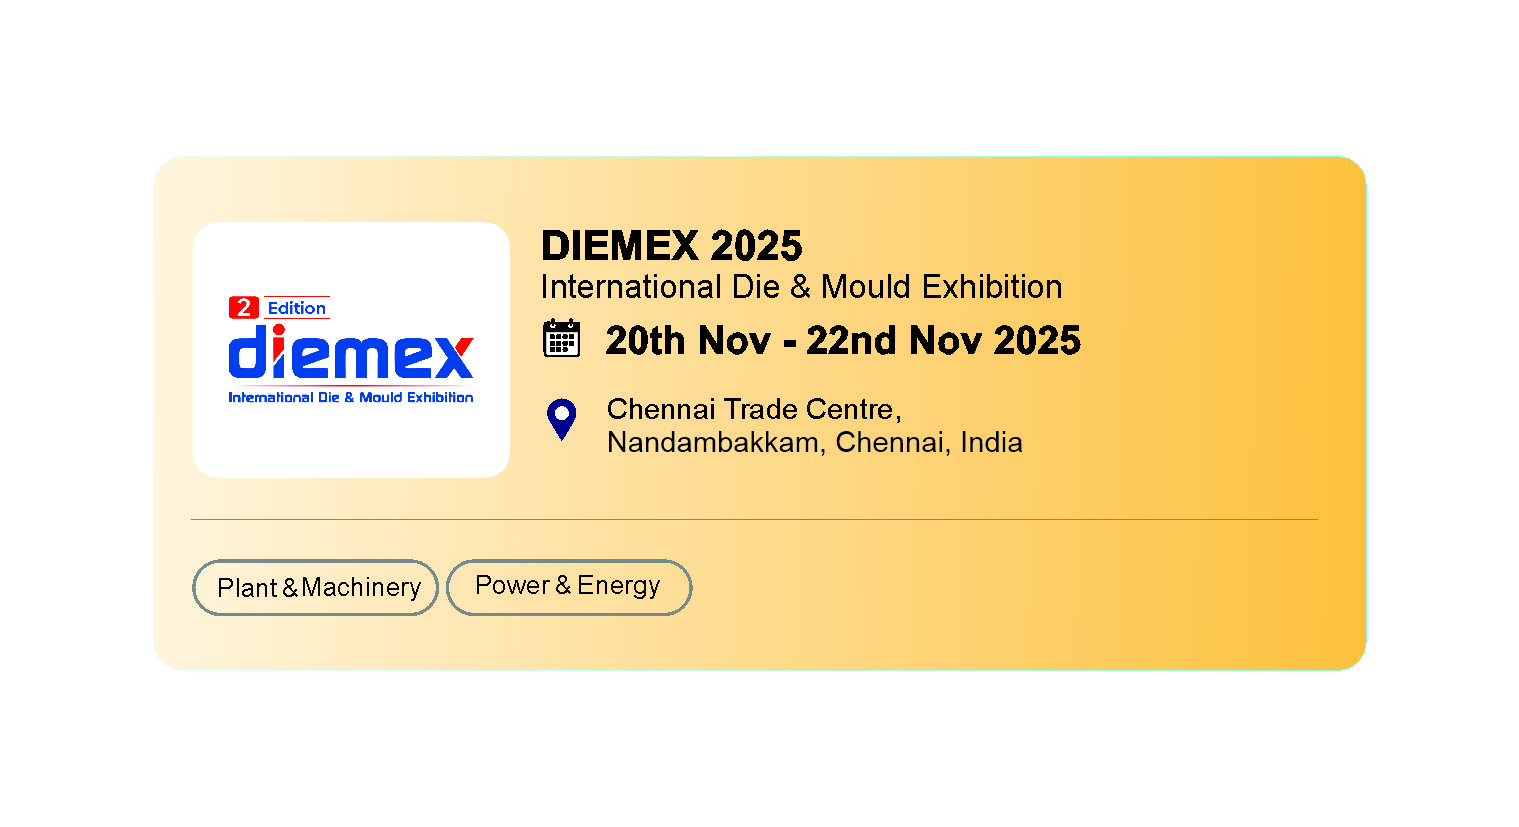 2 Edition
diemex
International Die & Mould Exhibition
DIEMEX 2025
International Die & Mould Exhibition
20th Nov - 22nd Nov 2025
Chennai Trade Centre,
Nandambakkam, Chennai, India
Plant & Machinery
Power & Energy